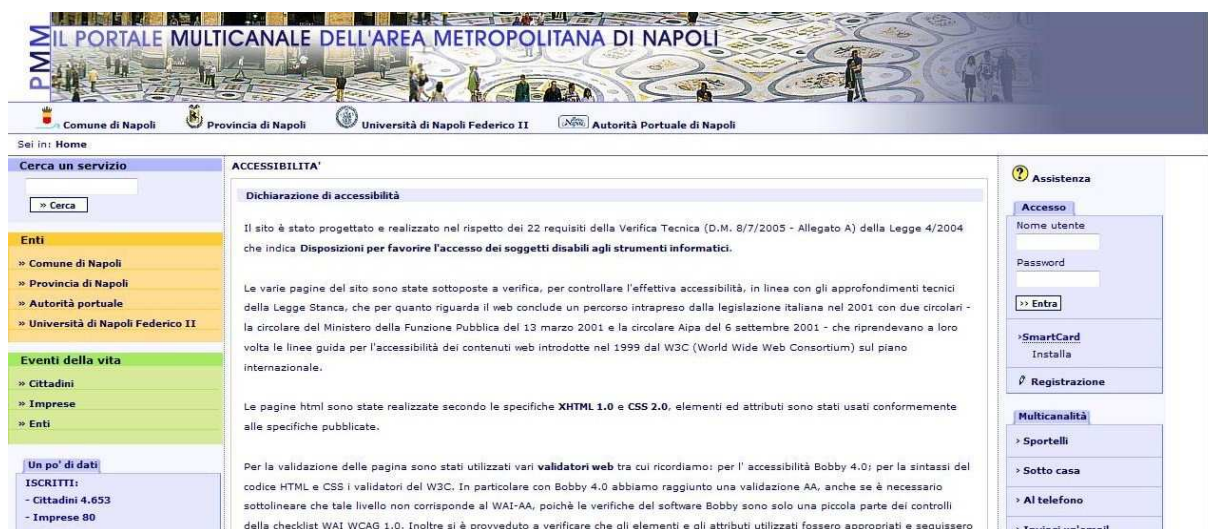 PMM
IL PORTALE MULTICANALE DELL'AREA METROPOLITANA DI NAPOLI
Comune di Napoli
Provincia di Napoli
Università di Napoli Federico II
Autorità Portuale di Napoli
Sei in: Home
Cerca un servizio
» Cerca
Enti
» Comune di Napoli
» Provincia di Napoli
» Autorità portuale
» Università di Napoli Federico II
Eventi della vita
» Cittadini
» Imprese
» Enti
Un po' di dati
ISCRITTI:
- Cittadini 4.653
- Imprese 80
ACCESSIBILITA'
Dichiarazione di accessibilità
Il sito è stato progettato e realizzato nel rispetto dei 22 requisiti della Verifica Tecnica (D.M. 8/7/2005 - Allegato A) della Legge 4/2004
che indica Disposizioni per favorire l'accesso dei soggetti disabili agli strumenti informatici.
Le varie pagine del sito sono state sottoposte a verifica, per controllare l'effettiva accessibilità, in linea con gli approfondimenti tecnici
della Legge Stanca, che per quanto riguarda il web conclude un percorso intrapreso dalla legislazione italiana nel 2001 con due circolari -
la circolare del Ministero della Funzione Pubblica del 13 marzo 2001 e la circolare Aipa del 6 settembre 2001 - che riprendevano a loro
volta le linee guida per l'accessibilità dei contenuti web introdotte nel 1999 dal W3C (World Wide Web Consortium) sul piano
internazionale.
Le pagine html sono state realizzate secondo le specifiche XHTML 1.0 e CSS 2.0, elementi ed attributi sono stati usati conformemente
alle specifiche pubblicate.
Per la validazione delle pagina sono stati utilizzati vari validatori web tra cui ricordiamo: per l' accessibilità Bobby 4.0; per la sintassi del
codice HTML e CSS i validatori del W3C. In particolare con Bobby 4.0 abbiamo raggiunto una validazione AA, anche se è necessario
sottolineare che tale livello non corrisponde al WAI-AA, poichè le verifiche del software Bobby sono solo una piccola parte dei controlli
della checklist WAI WCAG 1.0. Inoltre si è provveduto a verificare che gli elementi e gli attributi utilizzati fossero appropriati e seguissero
Assistenza
Accesso
Nome utente
Password
>> Entra
›SmartCard
Installa
Registrazione
Multicanalità
› Sportelli
› Sotto casa
› Al telefono
› Inviaci un'email